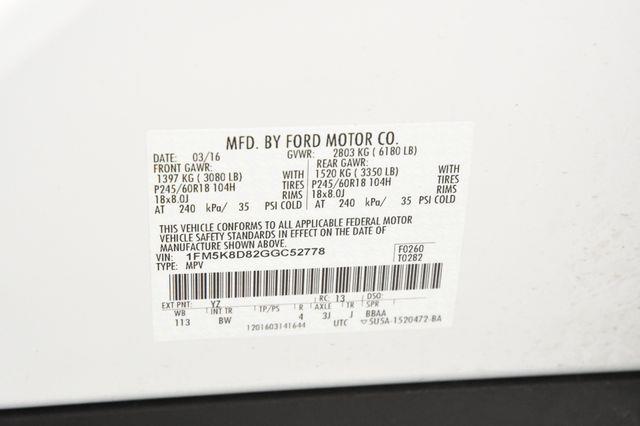 MFD. BY FORD MOTOR CO.
DATE: 03/16 GVWR: 2803 KG ( 6180 LB)
FRONT GAWR: REAR GAWR:
1397 KG ( 3080 LB) WITH 1520 KG ( 3350 LB) WITH
P245/60R18 104H TIRES P245/60R18 104H TIRES
18x8.0J RIMS 18x8.0J RIMS
AT 240 kPa/ 35 PSI COLD AT 240 kPa/ 35 PSI COLD
THIS VEHICLE CONFORMS TO ALL APPLICABLE FEDERAL MOTOR
VEHICLE SAFETY STANDARDS IN EFFECT ON THE DATE OF
MANUFACTURE SHOWN ABOVE.
VIN: 1FM5K8D82GGC52778 F0260
TYPE: MPV T0282
EXT PNT: YZ RC: 13 DSO:
WB INT TR TP/PS R AXLE TR SPR
113 BW 4 3J J BBAA
1201603141644 UTC ▽5U5A-1520472-BA